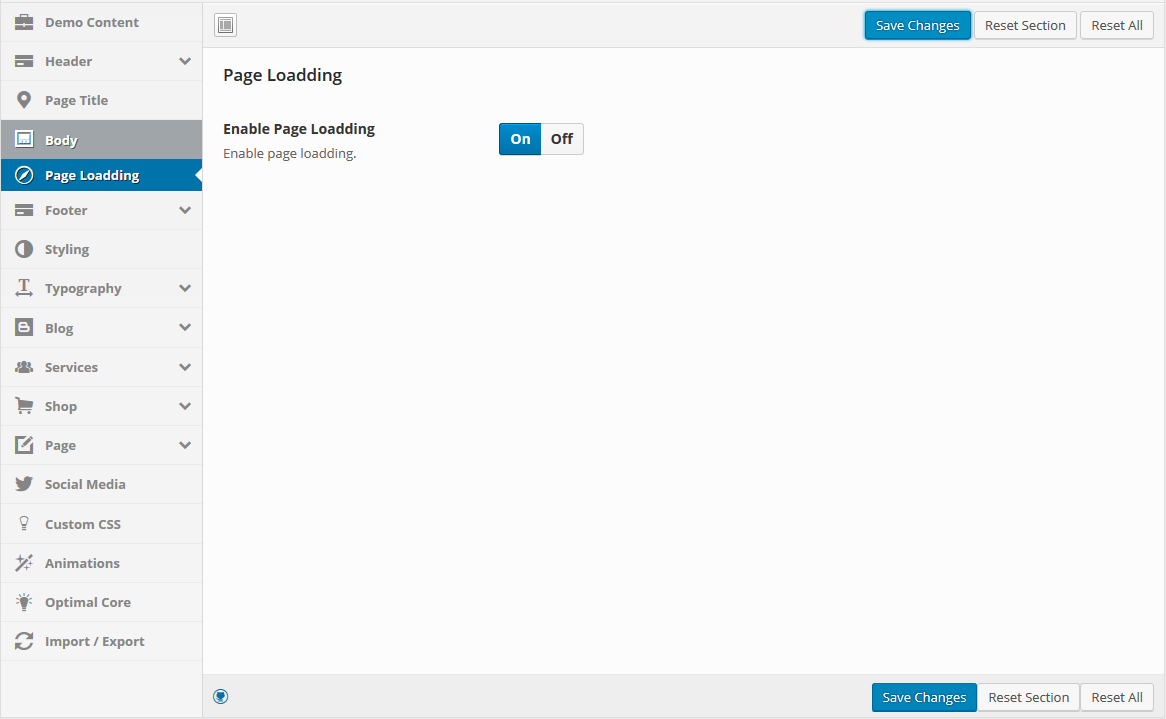 Demo Content
Header
Page Title
Body
Page Loadding
Footer
Styling
Typography
Blog
Services
Shop
Page
Social Media
Custom CSS
Animations
Optimal Core
Import / Export
Save Changes Reset Section Reset All
Page Loadding
Enable Page Loadding On Off
Enable page loadding.
Save Changes Reset Section Reset All